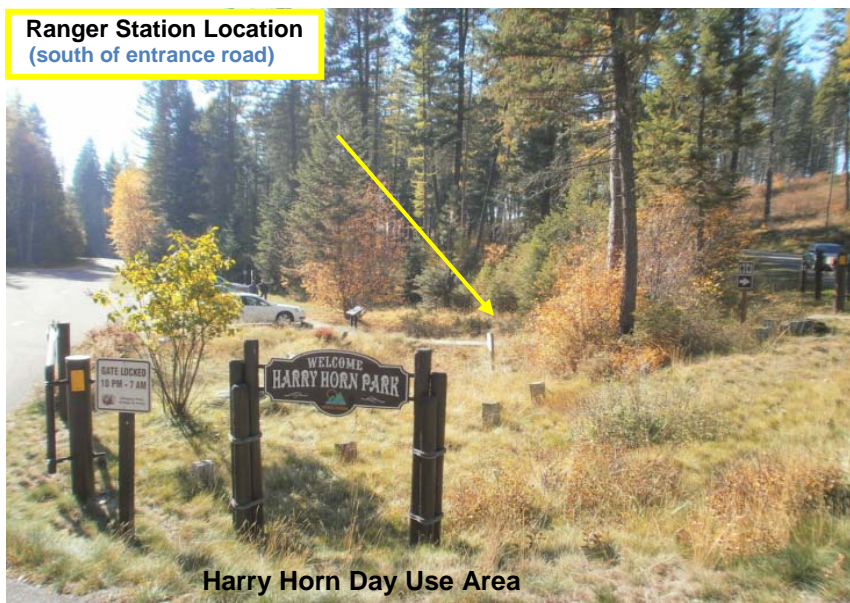 Ranger Station Location
(south of entrance road)
GATE LOCKED
10 PM - 7 AM
WELCOME
HARRY HORN PARK
Harry Horn Day Use Area